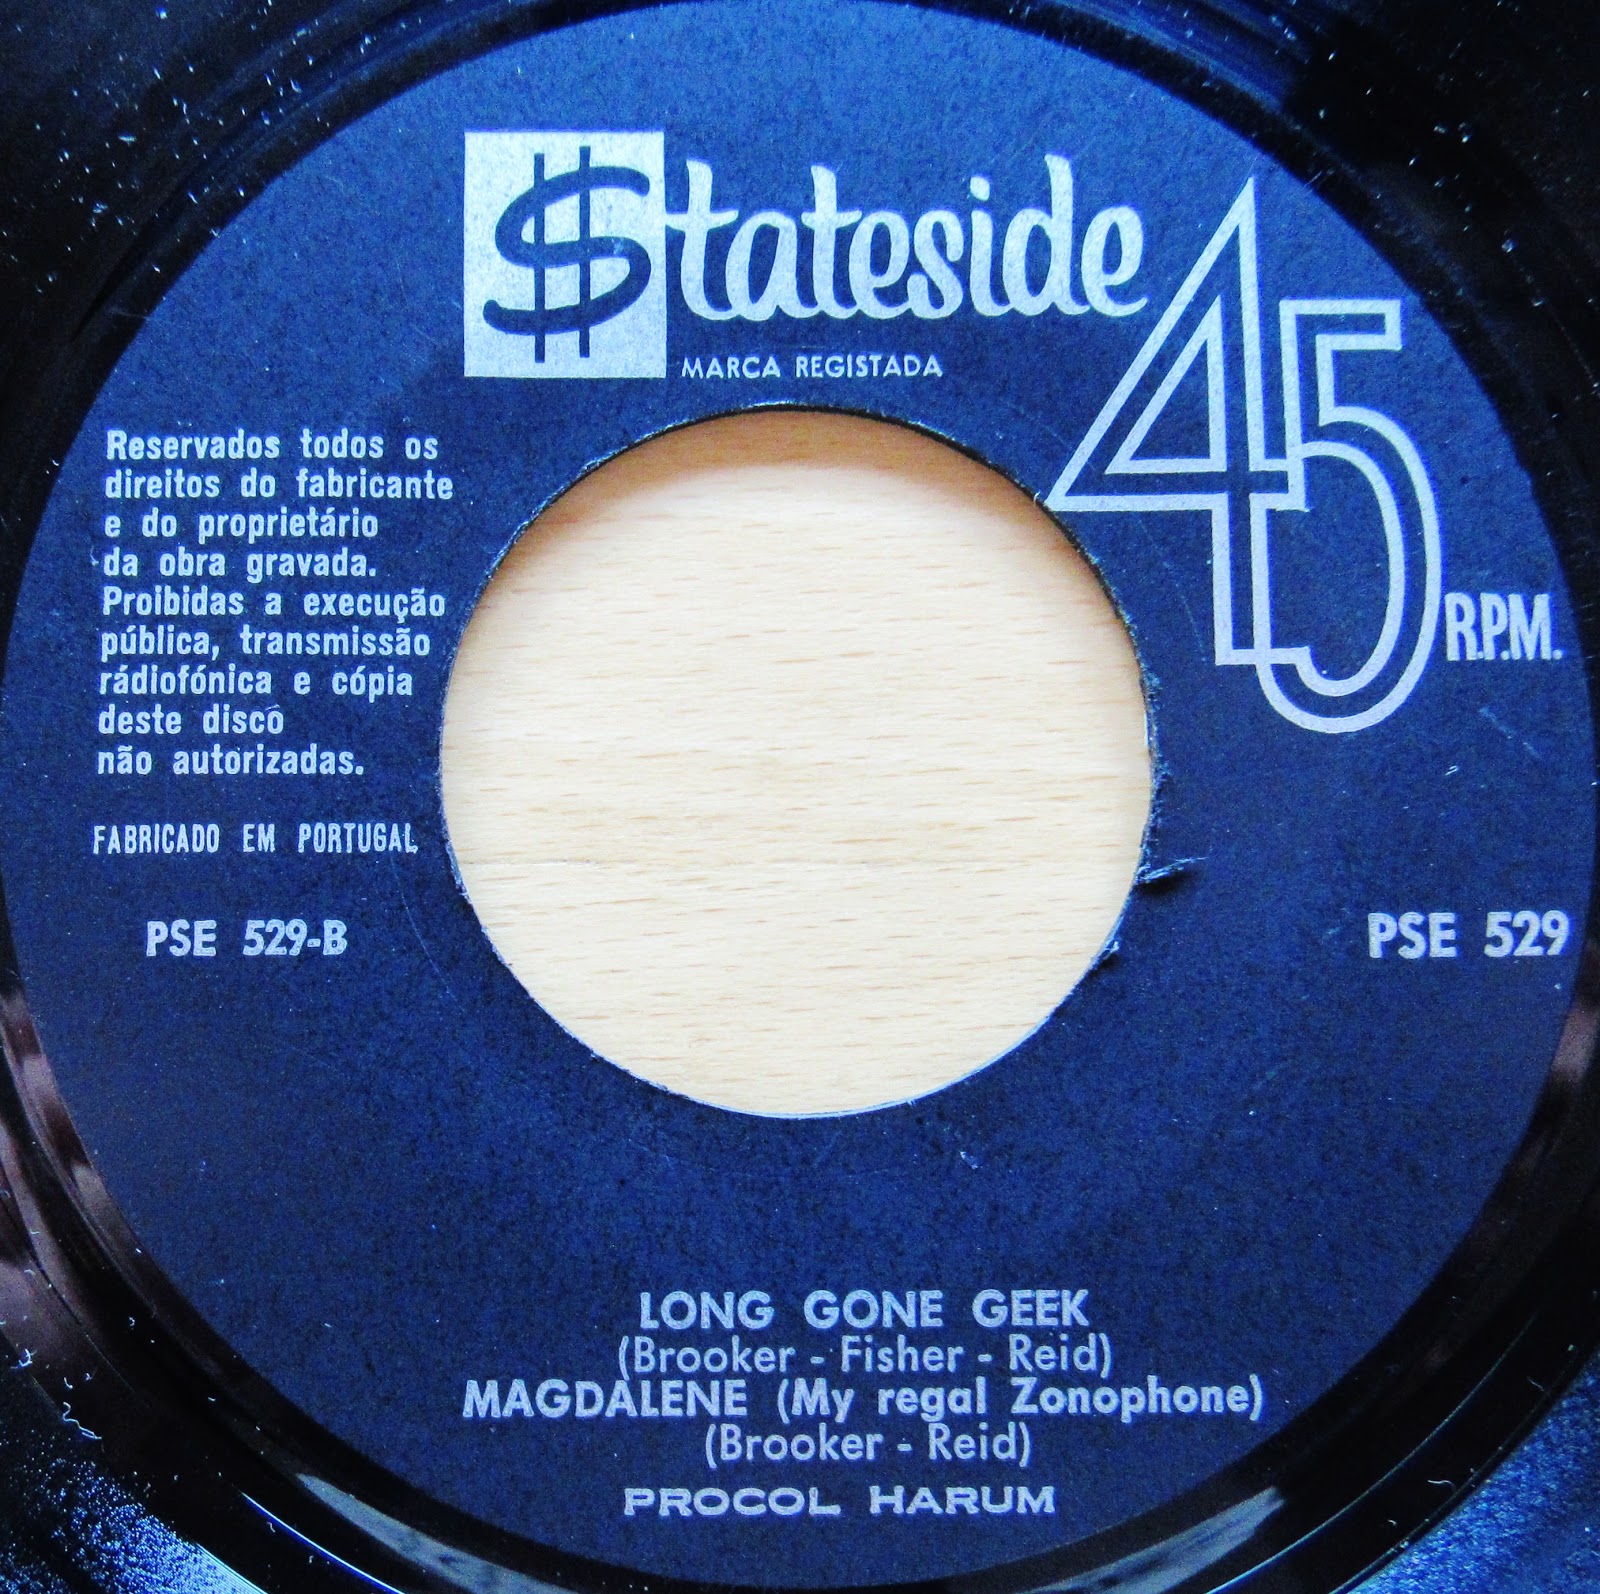 Stateside
MARCA REGISTADA
45
R.P.M.
Reservados todos os
direitos do fabricante
e do proprietário
da obra gravada.
Proibidas a execução
pública, transmissão
rádiofónica e cópia
deste disco
não autorizadas.
FABRICADO EM PORTUGAL
PSE 529-B
PSE 529
LONG GONE GEEK
(Brooker - Fisher - Reid)
MAGDALENE (My regal Zonophone)
(Brooker - Reid)
PROCOL HARUM